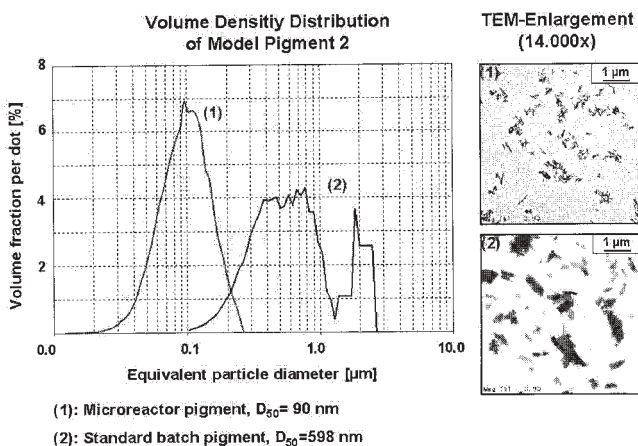 Volume Densitiy Distribution
of Model Pigment 2
TEM-Enlargement
(14.000x)
Volume fraction per dot [%]
8
6
4
2
0.0
0.1
1.0
10.0
(1)
(2)
Equivalent particle diameter [µm]
(1)
1 µm
(2)
1 µm
(1): Microreactor pigment, D50= 90 nm
(2): Standard batch pigment, D50=598 nm